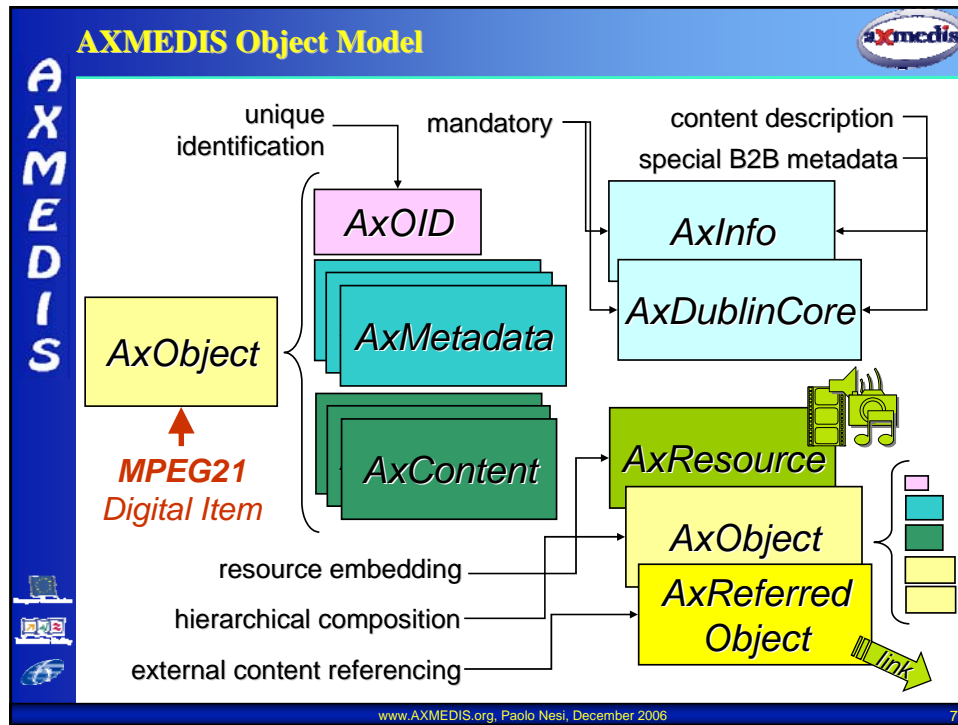 AXMEDIS Object Model
axmedis
AXMEDIS
unique
identification
mandatory
content description
special B2B metadata
AxOID
AxInfo
AxDublinCore
AxMetadata
AxObject
MPEG21
Digital Item
AxContent
AxResource
AxObject
AxReferred
Object
link
resource embedding
hierarchical composition
external content referencing
www.AXMEDIS.org, Paolo Nesi, December 2006
7